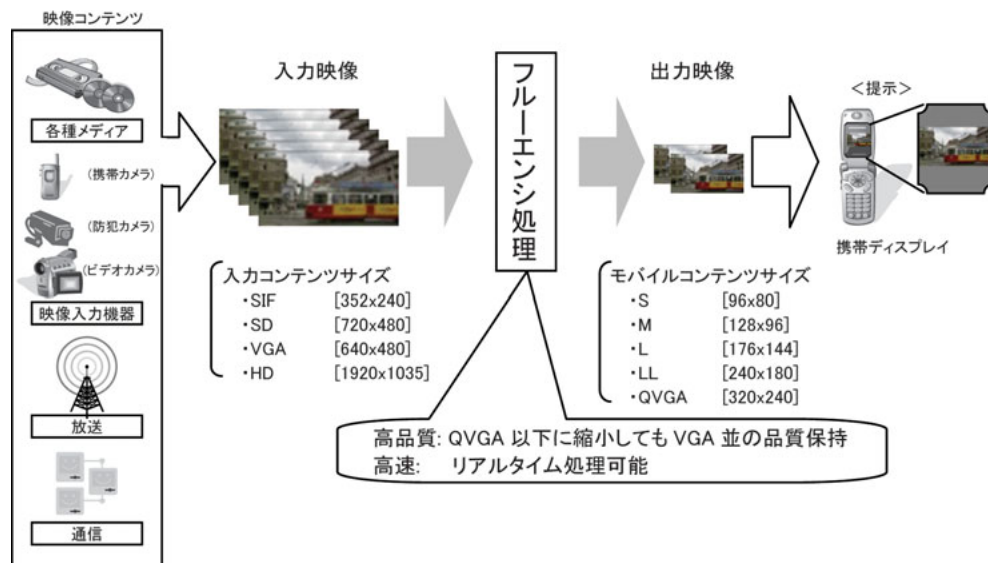 映像コンテンツ
各種メディア
(携帯カメラ)
(防犯カメラ)
(ビデオカメラ)
映像入力機器
放送
通信
入力映像
入力コンテンツサイズ
・SIF [352x240]
・SD [720x480]
・VGA [640x480]
・HD [1920x1035]
フルーエンシ処理
出力映像
モバイルコンテンツサイズ
・S [96x80]
・M [128x96]
・L [176x144]
・LL [240x180]
・QVGA [320x240]
＜提示＞
携帯ディスプレイ
高品質: QVGA 以下に縮小しても VGA 並の品質保持
高速: リアルタイム処理可能